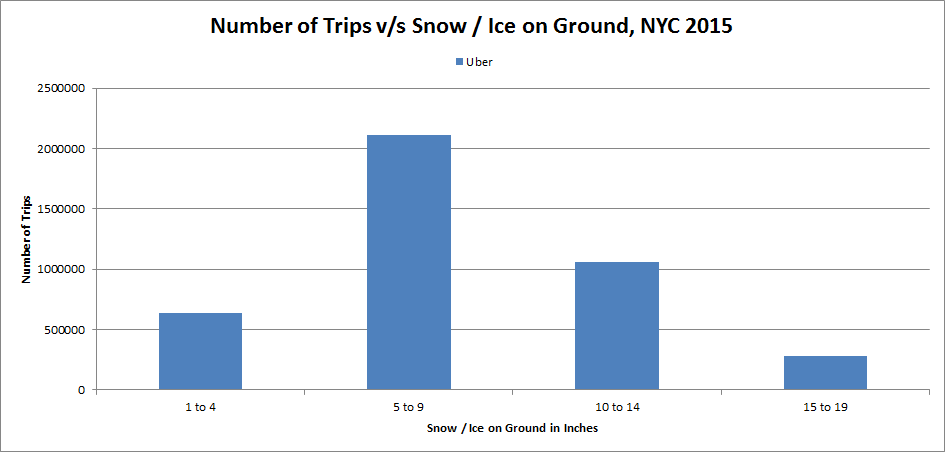 Number of Trips v/s Snow / Ice on Ground, NYC 2015
Uber
2500000
2000000
1500000
1000000
500000
0
Number of Trips
1 to 4
5 to 9
10 to 14
15 to 19
Snow / Ice on Ground in Inches